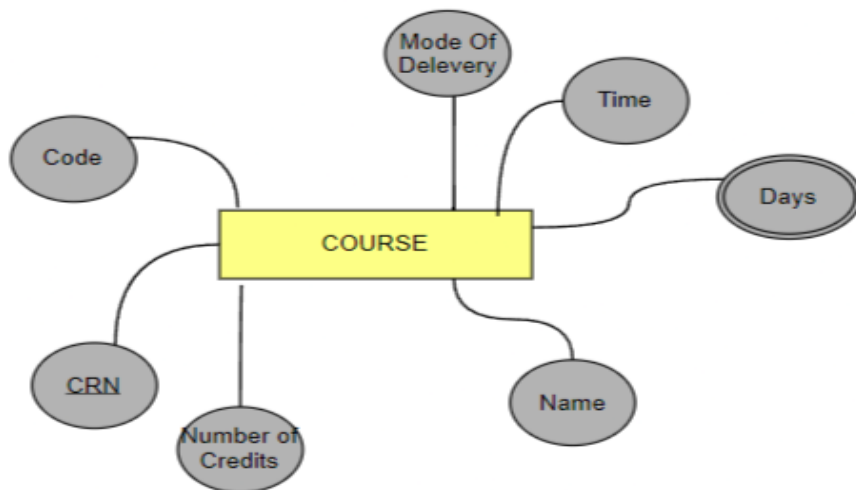 Mode Of
Delevery
Time
Code
Days
COURSE
CRN
Name
Number of
Credits